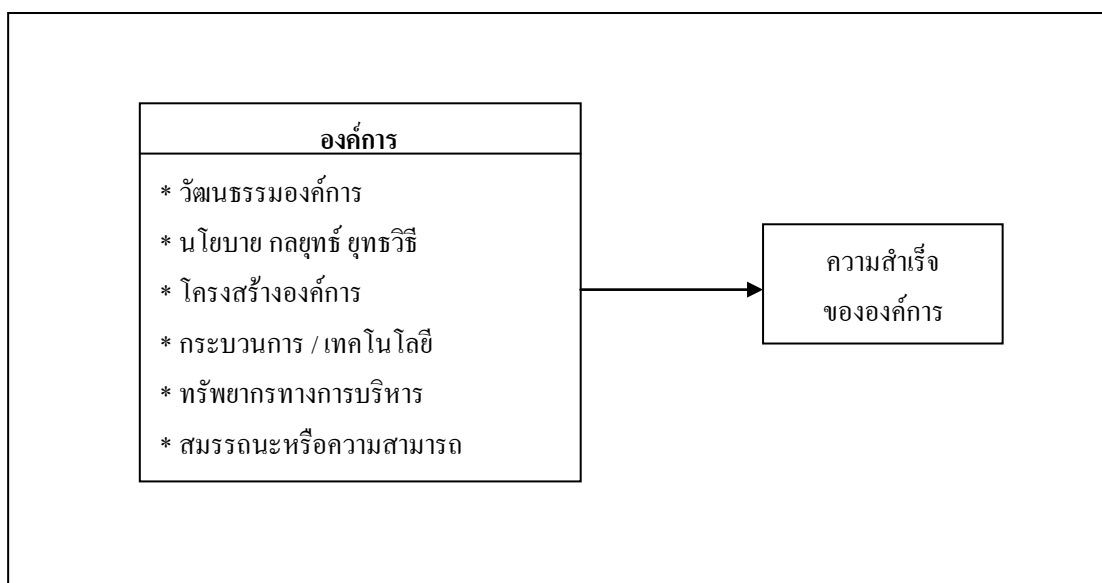 องค์การ
* วัฒนธรรมองค์การ
* นโยบาย กลยุทธ์ ยุทธวิธี
* โครงสร้างองค์การ
* กระบวนการ / เทคโนโลยี
* ทรัพยากรทางการบริหาร
* สมรรถนะหรือความสามารถ
ความสำเร็จ
ขององค์การ